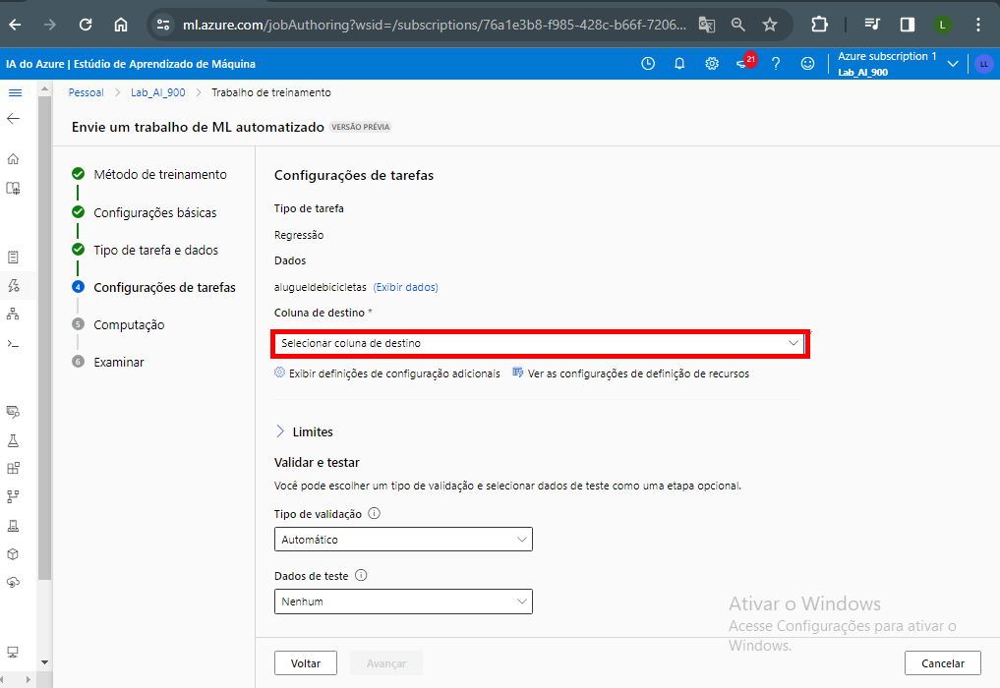 ml.azure.com/jobAuthoring?wsid=/subscriptions/76a1e3b8-f985-428c-b66f-7206...
L
IA do Azure | Estúdio de Aprendizado de Máquina
21
Azure subscription 1
Lab_AI_900
LL
Pessoal > Lab_AI_900 > Trabalho de treinamento
Envie um trabalho de ML automatizado VERSÃO PRÉVIA
Método de treinamento
Configurações básicas
Tipo de tarefa e dados
4 Configurações de tarefas
5 Computação
6 Examinar
Configurações de tarefas
Tipo de tarefa
Regressão
Dados
alugueldebicicletas (Exibir dados)
Coluna de destino *
Selecionar coluna de destino
Exibir definições de configuração adicionais Ver as configurações de definição de recursos
Limites
Validar e testar
Você pode escolher um tipo de validação e selecionar dados de teste como uma etapa opcional.
Tipo de validação
Automático
Dados de teste
Nenhum
Voltar Avançar Cancelar
Ativar o Windows
Acesse Configurações para ativar o
Windows.